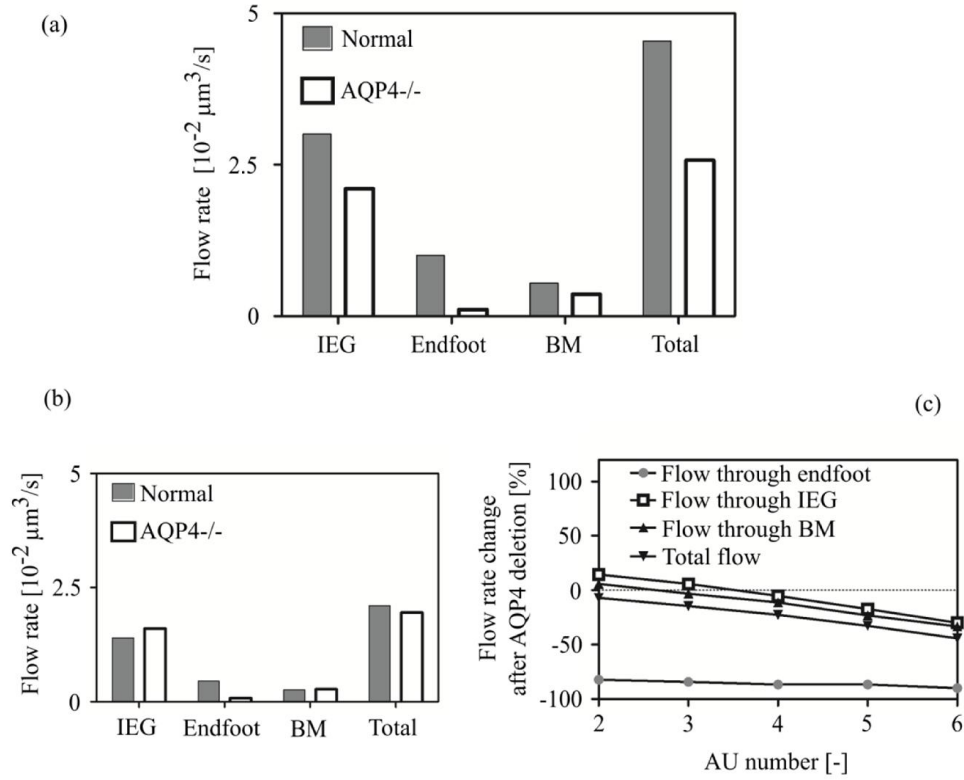 (a)
5
2.5
0
Flow rate [10⁻² µm³/s]
Normal
AQP4-/-
IEG Endfoot BM Total
(b)
5
2.5
0
Flow rate [10⁻² µm³/s]
Normal
AQP4-/-
IEG Endfoot BM Total
(c)
100
50
0
-50
-100
Flow rate change
after AQP4 deletion [%]
Flow through endfoot
Flow through IEG
Flow through BM
Total flow
2 3 4 5 6
AU number [-]